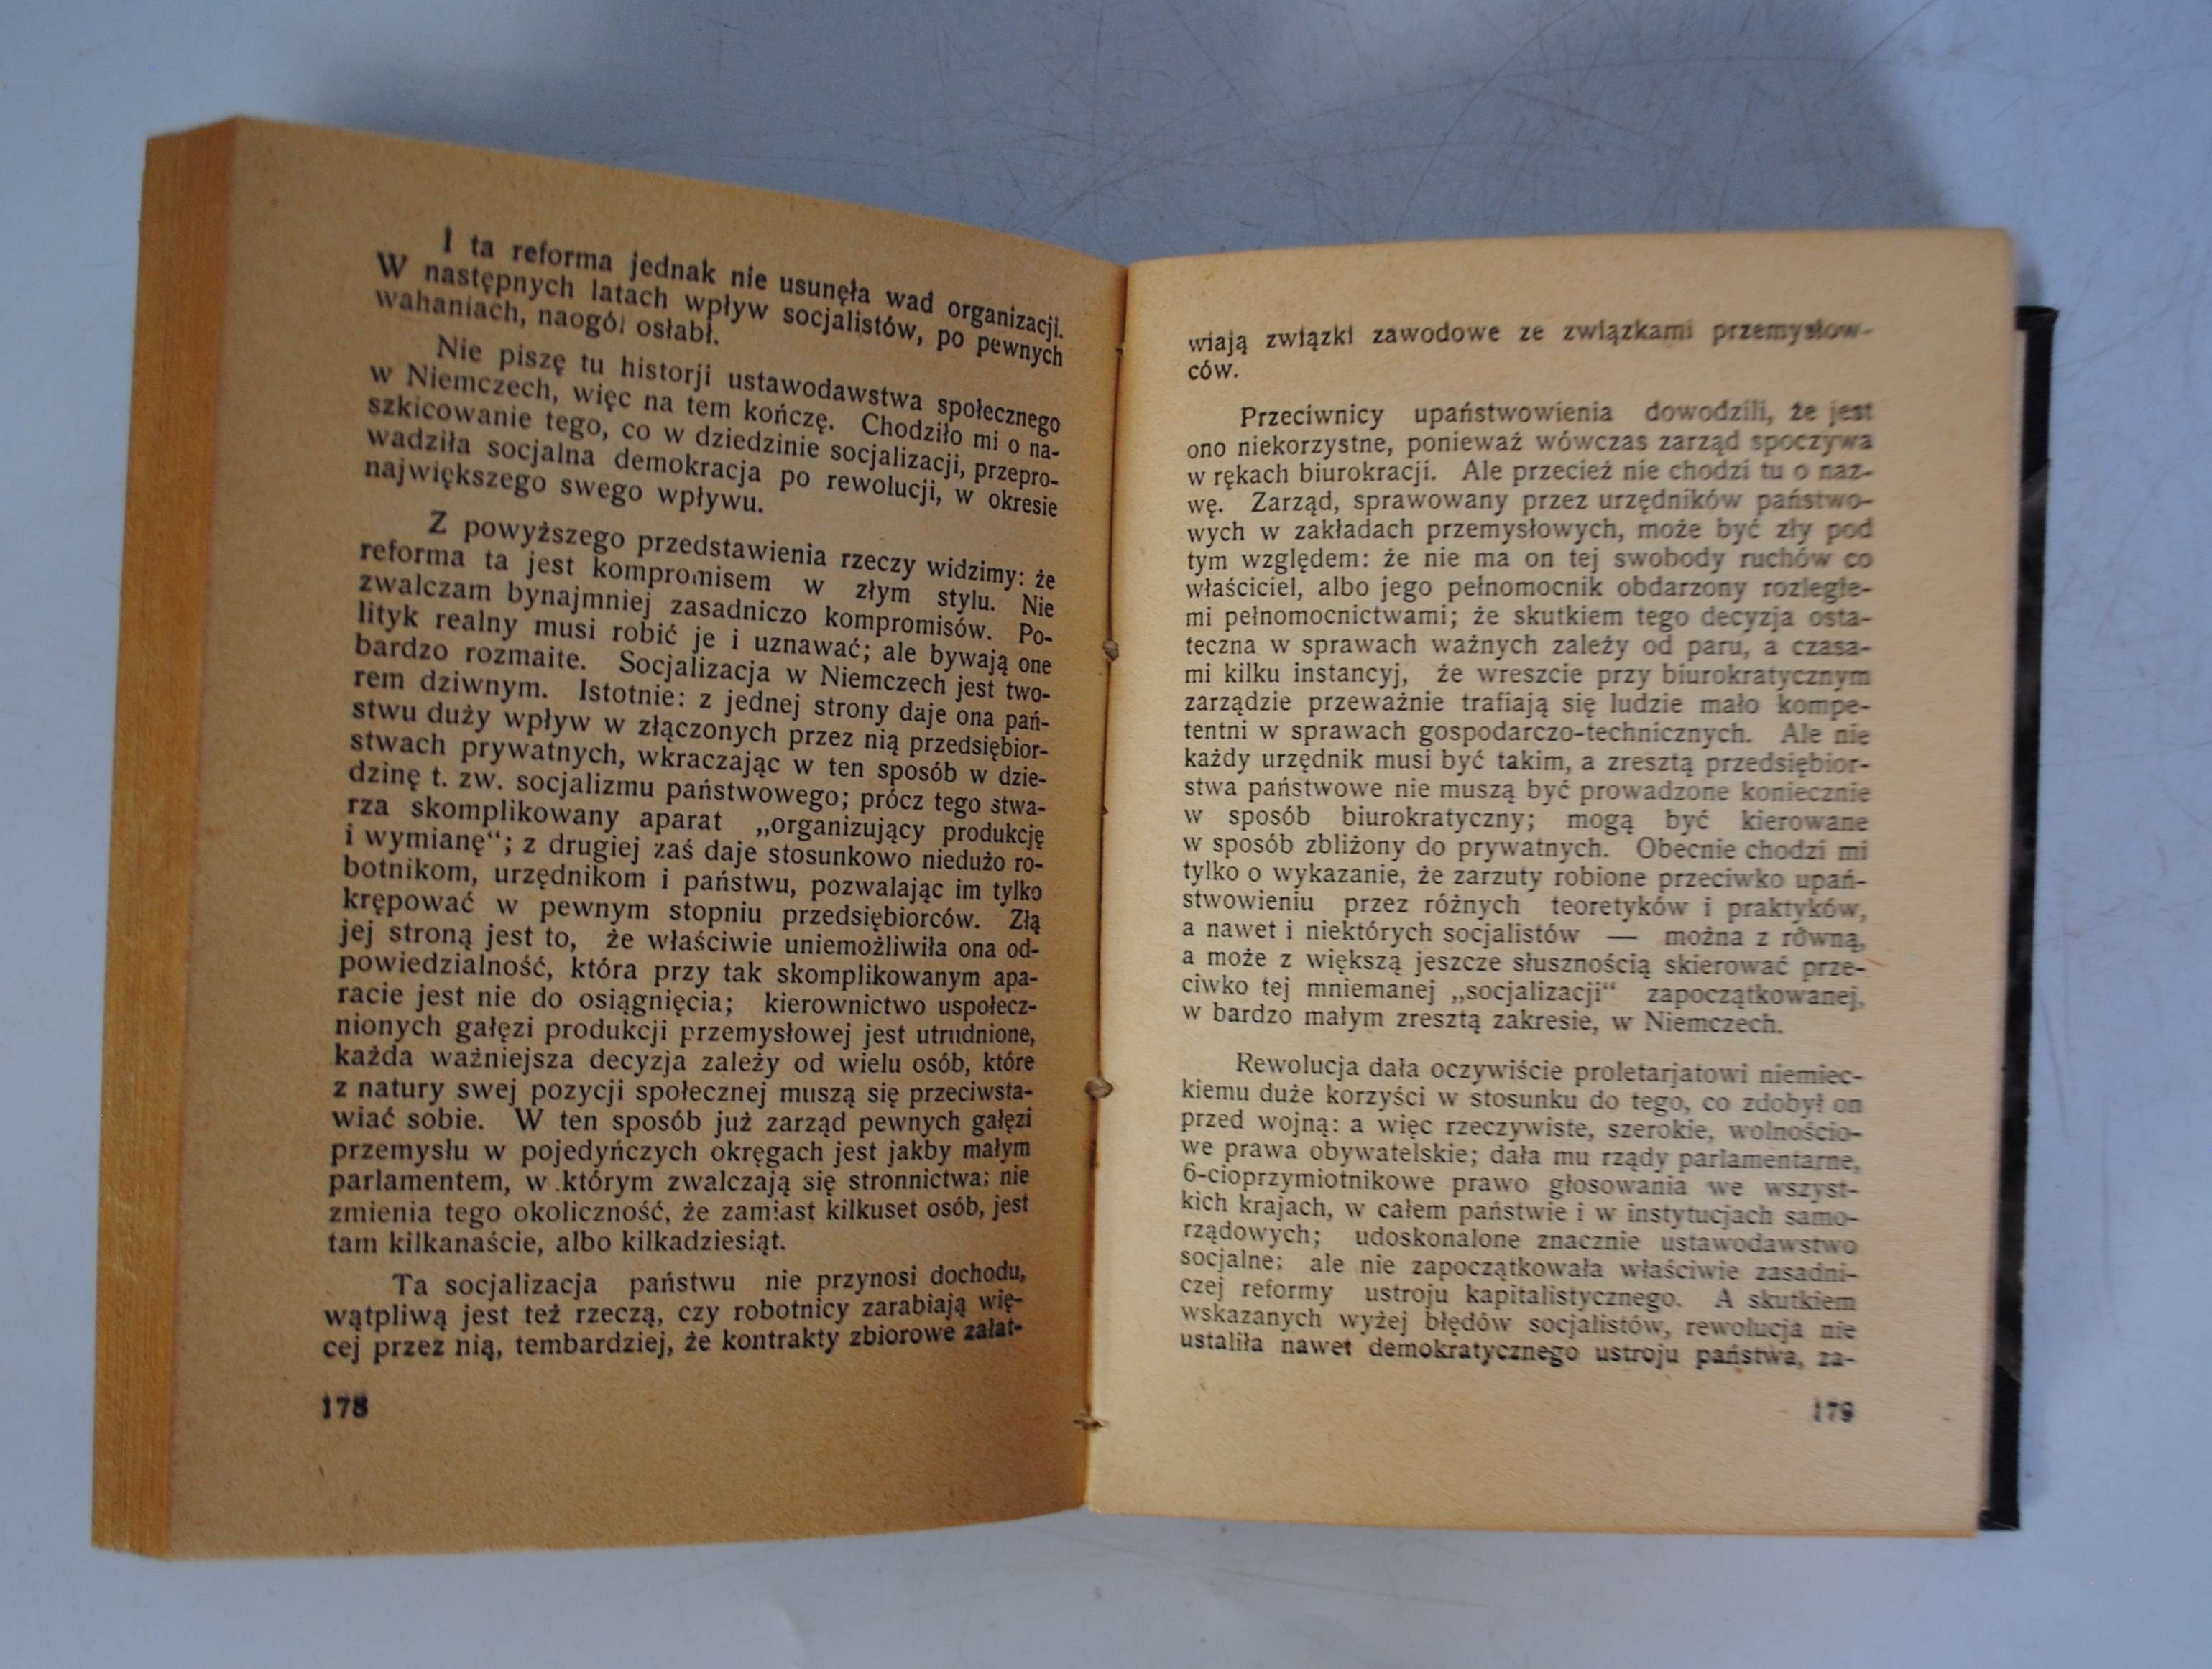 I ta reforma jednak nie usunęła wad organizacji.
W następnych latach wpływ socjalistów, po pewnych
wahaniach, naogół osłabł.
Nie piszę tu historji ustawodawstwa społecznego
w Niemczech, więc na tem kończę. Chodziło mi o na-
szkicowanie tego, co w dziedzinie socjalizacji, przepro-
wadziła socjalna demokracja po rewolucji, w okresie
największego swego wpływu.
Z powyższego przedstawienia rzeczy widzimy: że
reforma ta jest kompromisem w złym stylu. Nie
zwalczam bynajmniej zasadniczo kompromisów. Po-
lityk realny musi robić je i uznawać; ale bywają one
bardzo rozmaite. Socjalizacja w Niemczech jest two-
rem dziwnym. Istotnie: z jednej strony daje ona pań-
stwu duży wpływ w złączonych przez nią przedsiębior-
stwach prywatnych, wkraczając w ten sposób w dzie-
dzinę t. zw. socjalizmu państwowego; prócz tego stwa-
rza skomplikowany aparat „organizujący produkcję
i wymianę“; z drugiej zaś daje stosunkowo niedużo ro-
botnikom, urzędnikom i państwu, pozwalając im tylko
krępować w pewnym stopniu przedsiębiorców. Złą
jej stroną jest to, że właściwie uniemożliwiła ona od-
powiedzialność, która przy tak skomplikowanym apa-
racie jest nie do osiągnięcia; kierownictwo uspołecz-
nionych gałęzi produkcji przemysłowej jest utrudnione,
każda ważniejsza decyzja zależy od wielu osób, które
z natury swej pozycji społecznej muszą się przeciwsta-
wiać sobie. W ten sposób już zarząd pewnych gałęzi
przemysłu w pojedyńczych okręgach jest jakby małym
parlamentem, w którym zwalczają się stronnictwa; nie
zmienia tego okoliczność, że zamiast kilkuset osób, jest
tam kilkanaście, albo kilkadziesiąt.
Ta socjalizacja państwu nie przynosi dochodu,
wątpliwą jest też rzeczą, czy robotnicy zarabiają wię-
cej przez nią, tembardziej, że kontrakty zbiorowe załat-
178
wiają związki zawodowe ze związkami przemysłow-
ców.
Przeciwnicy upaństwowienia dowodzili, że jest
ono niekorzystne, ponieważ wówczas zarząd spoczywa
w rękach biurokracji. Ale przecież nie chodzi tu o naz-
wę. Zarząd, sprawowany przez urzędników państwo-
wych w zakładach przemysłowych, może być zły pod
tym względem: że nie ma on tej swobody ruchów co
właściciel, albo jego pełnomocnik obdarzony rozległe-
mi pełnomocnictwami; że skutkiem tego decyzja osta-
teczna w sprawach ważnych zależy od paru, a czasa-
mi kilku instancyj, że wreszcie przy biurokratycznym
zarządzie przeważnie trafiają się ludzie mało kompe-
tentni w sprawach gospodarczo-technicznych. Ale nie
każdy urzędnik musi być takim, a zresztą przedsiębior-
stwa państwowe nie muszą być prowadzone koniecznie
w sposób biurokratyczny; mogą być kierowane
w sposób zbliżony do prywatnych. Obecnie chodzi mi
tylko o wykazanie, że zarzuty robione przeciwko upań-
stwowieniu przez różnych teoretyków i praktyków,
a nawet i niektórych socjalistów — można z równą,
a może z większą jeszcze słusznością skierować prze-
ciwko tej mniemanej „socjalizacji“ zapoczątkowanej,
w bardzo małym zresztą zakresie, w Niemczech.
Rewolucja dała oczywiście proletarjatowi niemiec-
kiemu duże korzyści w stosunku do tego, co zdobył on
przed wojną: a więc rzeczywiste, szerokie, wolnościo-
we prawa obywatelskie; dała mu rządy parlamentarne,
6-cioprzymiotnikowe prawo głosowania we wszyst-
kich krajach, w całem państwie i w instytucjach samo-
rządowych; udoskonalone znacznie ustawodawstwo
socjalne; ale nie zapoczątkowała właściwie zasadni-
czej reformy ustroju kapitalistycznego. A skutkiem
wskazanych wyżej błędów socjalistów, rewolucja nie
ustaliła nawet demokratycznego ustroju państwa, za-
179